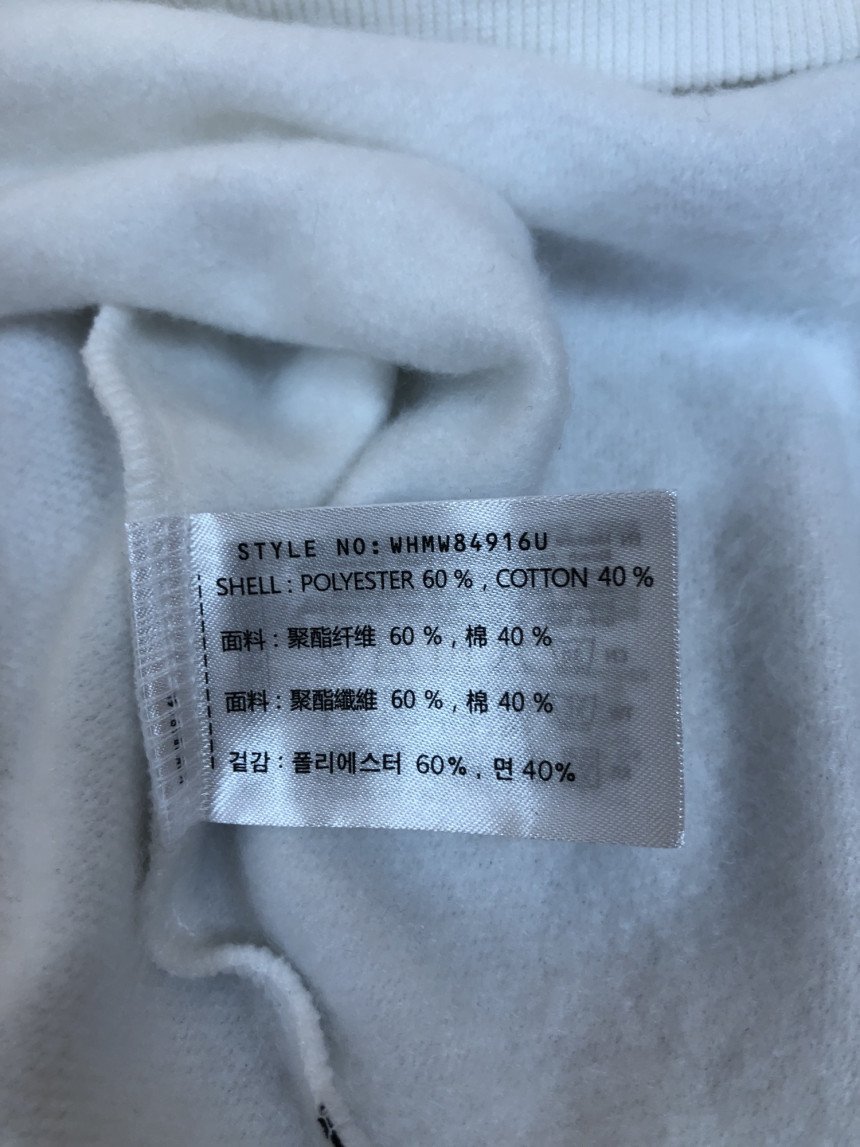 STYLE NO: WHMW84916U
SHELL : POLYESTER 60 % , COTTON 40 %
面料 : 聚酯纤维 60 % , 棉 40 %
面料 : 聚酯纖維 60 % , 棉 40 %
겉감 : 폴리에스터 60% , 면 40%